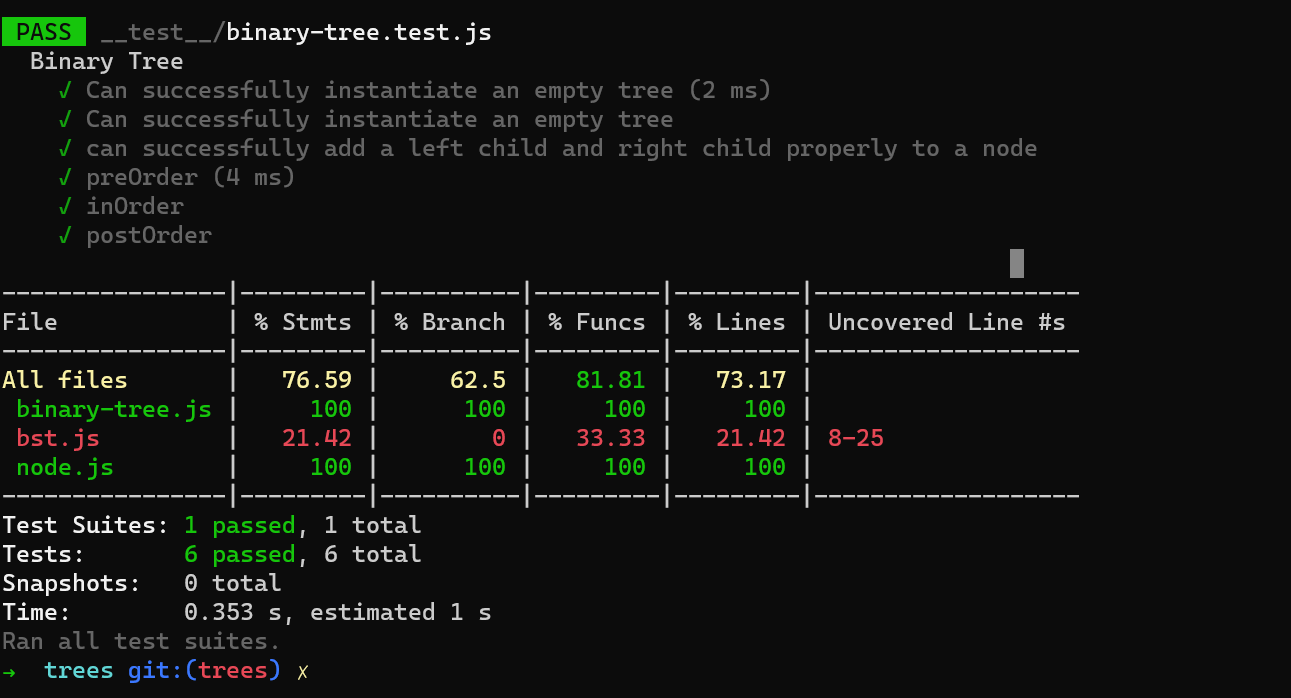 PASS __test__/binary-tree.test.js
Binary Tree
√ Can successfully instantiate an empty tree (2 ms)
√ Can successfully instantiate an empty tree
√ can successfully add a left child and right child properly to a node
√ preOrder (4 ms)
√ inOrder
√ postOrder
----------------|---------|----------|---------|---------|-------------------
File            | % Stmts | % Branch | % Funcs | % Lines | Uncovered Line #s
----------------|---------|----------|---------|---------|-------------------
All files       |   76.59 |     62.5 |   81.81 |   73.17 |
 binary-tree.js |     100 |      100 |     100 |     100 |
 bst.js         |   21.42 |        0 |   33.33 |   21.42 | 8-25
 node.js        |     100 |      100 |     100 |     100 |
----------------|---------|----------|---------|---------|-------------------
Test Suites: 1 passed, 1 total
Tests:       6 passed, 6 total
Snapshots:   0 total
Time:        0.353 s, estimated 1 s
Ran all test suites.
→  trees git:(trees) ✗